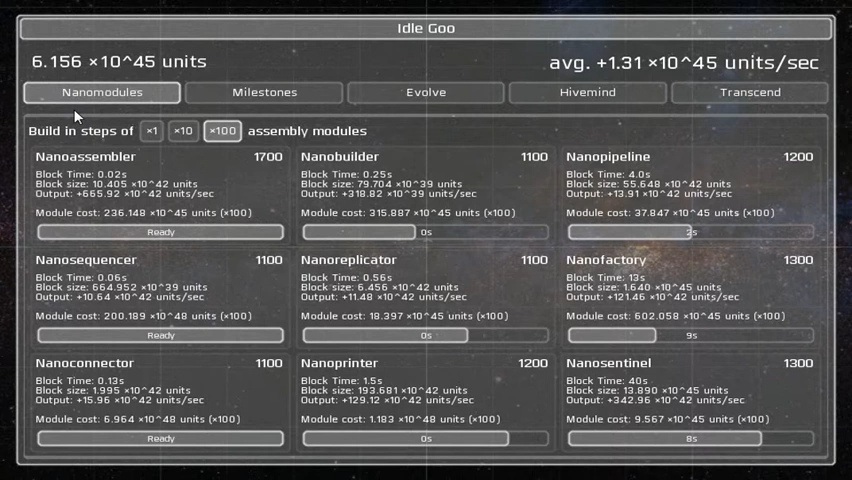 Idle Goo
6.156 ×10^45 units
avg. +1.31 ×10^45 units/sec
Nanomodules
Milestones
Evolve
Hivemind
Transcend
Build in steps of ×1 ×10 ×100 assembly modules
Nanoassembler 1700
Block Time: 0.02s
Block size: 10.405 ×10^42 units
Output: +665.92 ×10^42 units/sec
Module cost: 236.148 ×10^45 units (×100)
Ready
Nanobuilder 1100
Block Time: 0.25s
Block size: 79.704 ×10^39 units
Output: +318.82 ×10^39 units/sec
Module cost: 315.887 ×10^45 units (×100)
0s
Nanopipeline 1200
Block Time: 4.0s
Block size: 55.648 ×10^42 units
Output: +13.91 ×10^42 units/sec
Module cost: 37.847 ×10^45 units (×100)
2s
Nanosequencer 1100
Block Time: 0.06s
Block size: 664.952 ×10^39 units
Output: +10.64 ×10^42 units/sec
Module cost: 200.189 ×10^48 units (×100)
Ready
Nanoreplicator 1100
Block Time: 0.56s
Block size: 6.456 ×10^42 units
Output: +11.48 ×10^42 units/sec
Module cost: 18.397 ×10^45 units (×100)
0s
Nanofactory 1300
Block Time: 13s
Block size: 1.640 ×10^45 units
Output: +121.46 ×10^42 units/sec
Module cost: 602.058 ×10^45 units (×100)
9s
Nanoconnector 1100
Block Time: 0.13s
Block size: 1.995 ×10^42 units
Output: +15.96 ×10^42 units/sec
Module cost: 6.964 ×10^48 units (×100)
Ready
Nanoprinter 1200
Block Time: 1.5s
Block size: 193.681 ×10^42 units
Output: +129.12 ×10^42 units/sec
Module cost: 1.183 ×10^48 units (×100)
0s
Nanosentinel 1300
Block Time: 40s
Block size: 13.890 ×10^45 units
Output: +342.96 ×10^42 units/sec
Module cost: 9.567 ×10^45 units (×100)
8s